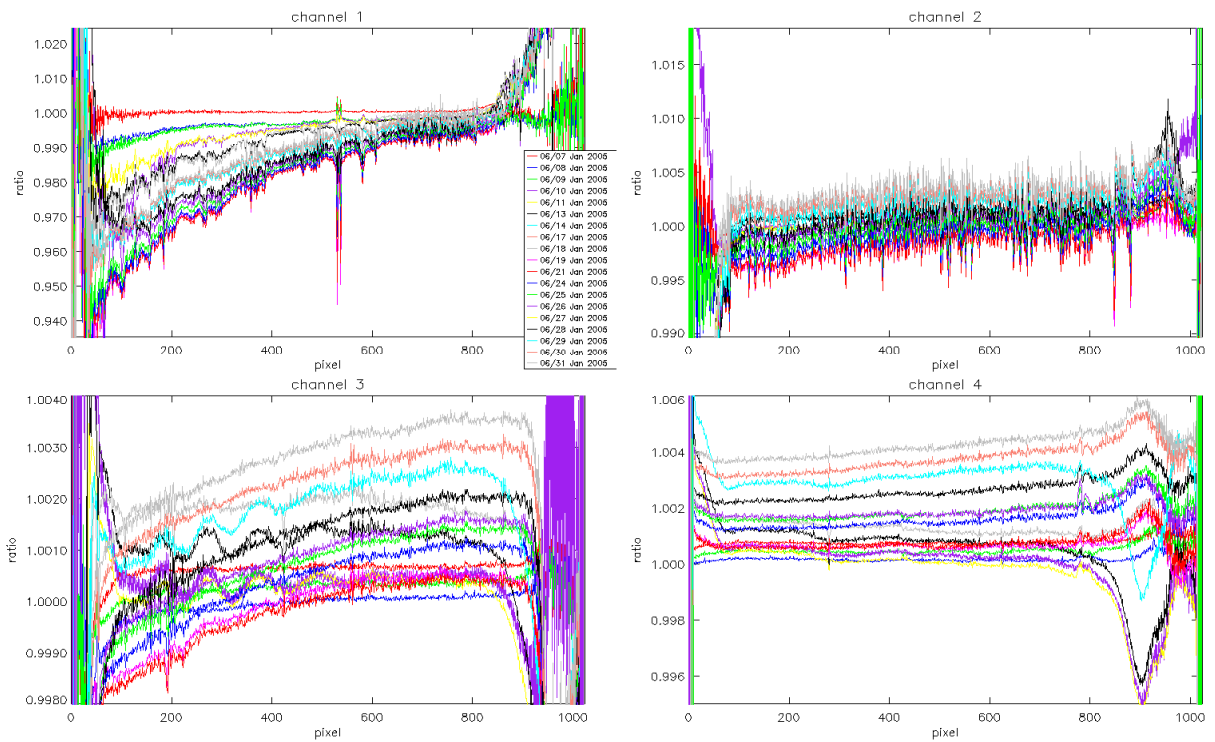 channel 1
1.020
1.010
1.000
0.990
0.980
0.970
0.960
0.950
0.940
ratio
0
200
400
600
800
1000
pixel
06/07 Jan 2005
06/08 Jan 2005
06/09 Jan 2005
06/10 Jan 2005
06/11 Jan 2005
06/13 Jan 2005
06/14 Jan 2005
06/17 Jan 2005
06/18 Jan 2005
06/19 Jan 2005
06/21 Jan 2005
06/24 Jan 2005
06/25 Jan 2005
06/26 Jan 2005
06/27 Jan 2005
06/28 Jan 2005
06/29 Jan 2005
06/30 Jan 2005
06/31 Jan 2005
channel 2
1.015
1.010
1.005
1.000
0.995
0.990
ratio
0
200
400
600
800
1000
pixel
channel 3
1.0040
1.0030
1.0020
1.0010
1.0000
0.9990
0.9980
ratio
0
200
400
600
800
1000
pixel
channel 4
1.006
1.004
1.002
1.000
0.998
0.996
ratio
0
200
400
600
800
1000
pixel